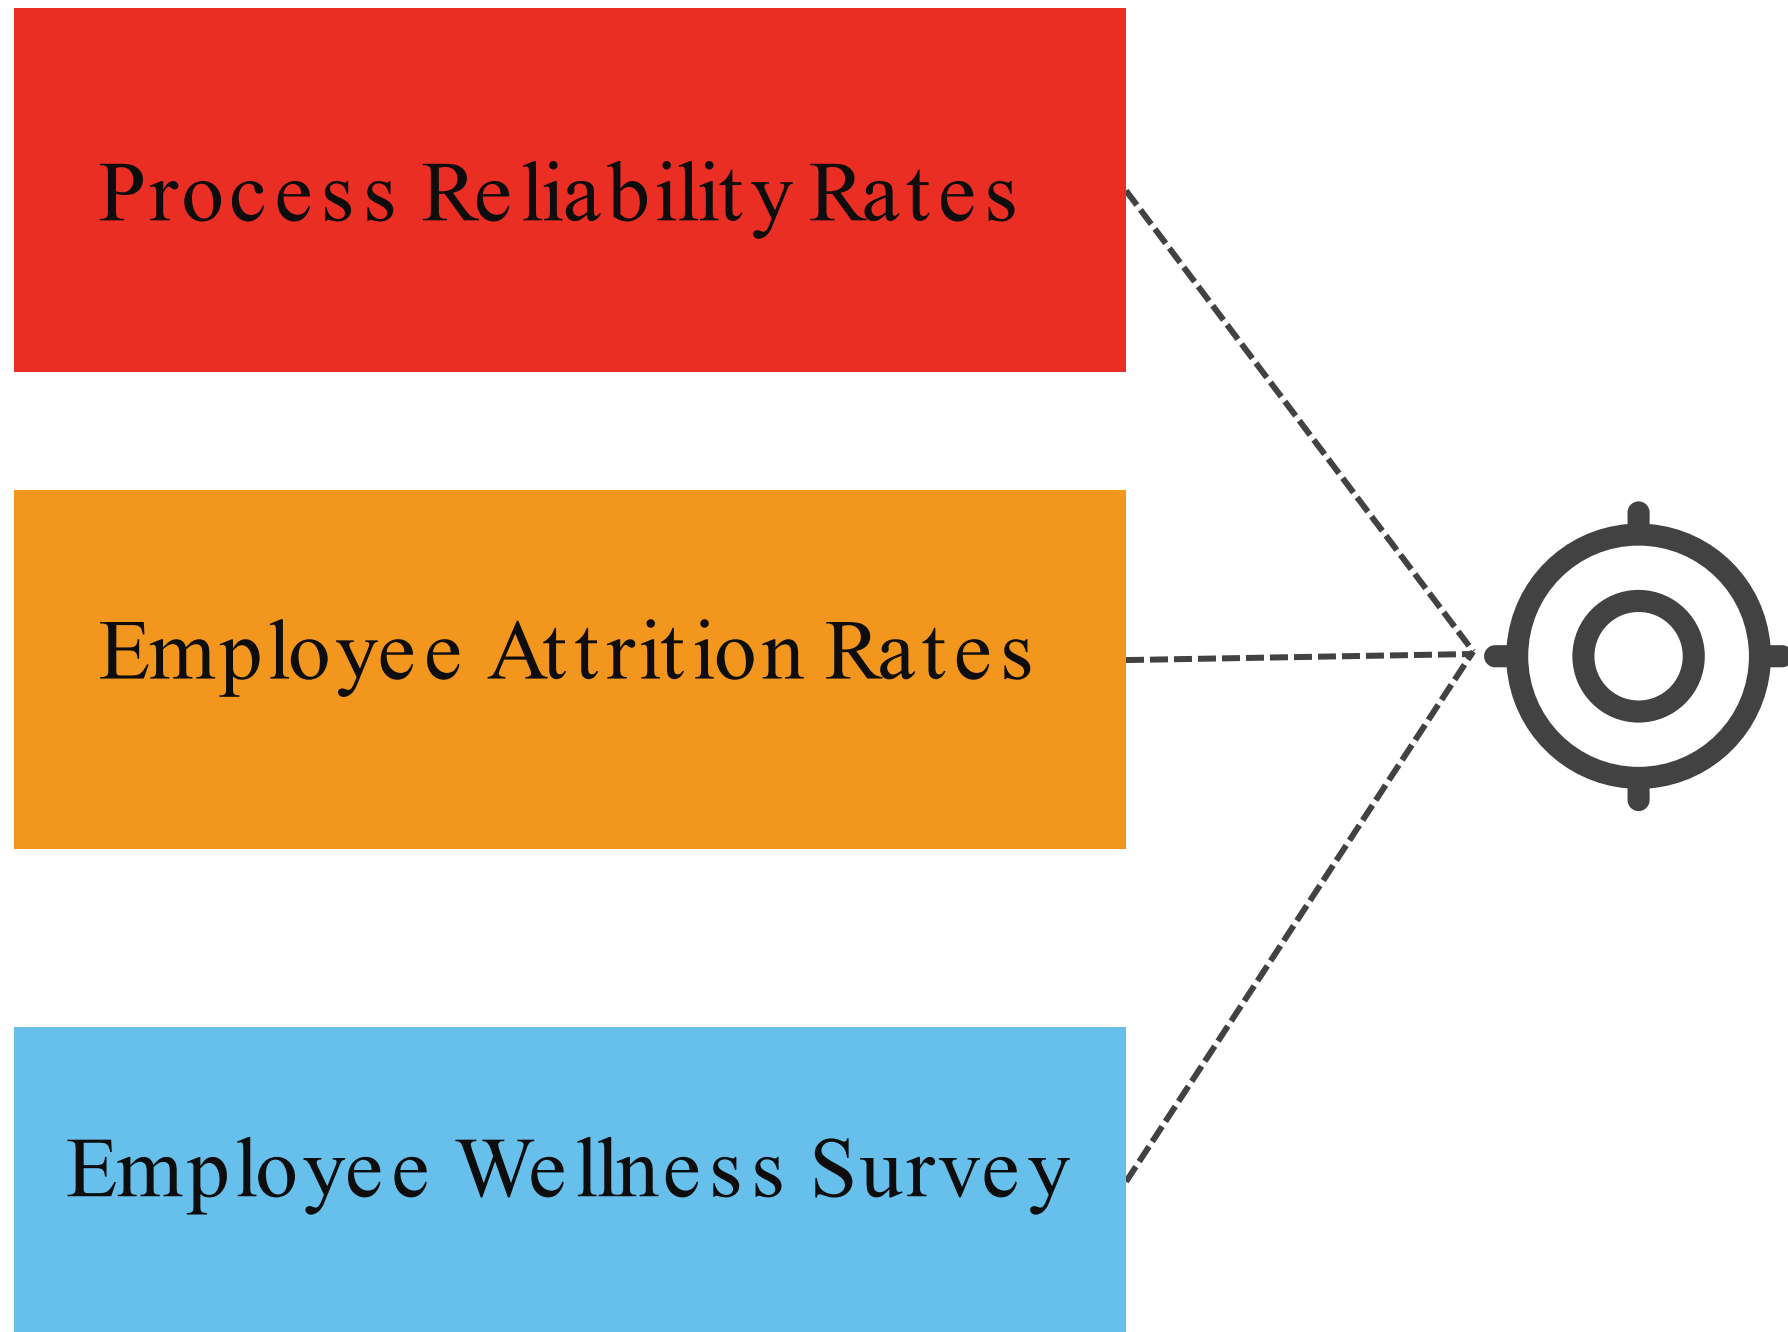 Process Reliability Rates
Employee Attrition Rates
Employee Wellness Survey